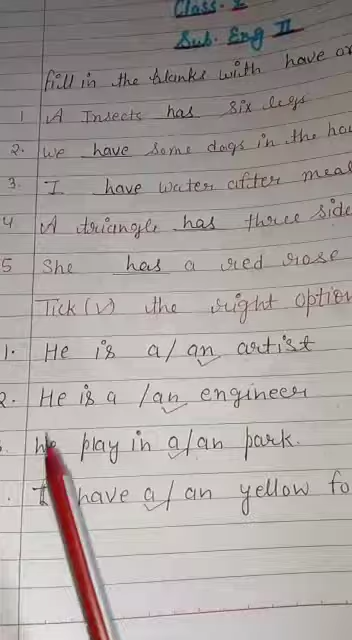 Class. I
Sub. Eng II
fill in the blanks with have or
1 A Insects has six legs
2. we have some dogs in the
3. I have water after
4 A triangle has three side
5 She has a red rose
Tick (√) the right option
1. He is a / an artist
2. He is a / an engineer
play in a/an park.
I have a / an yellow fo